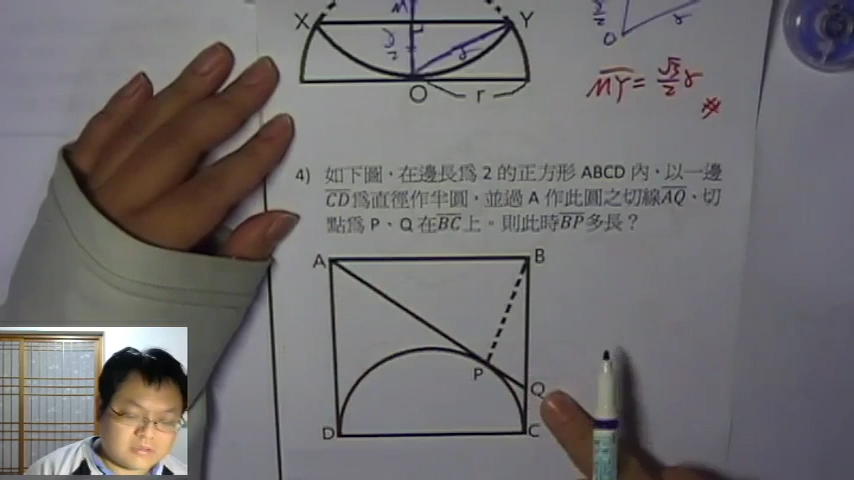 M
X Y
r/2 r
O r
r/2 r
O
MY = √3/2 r
4) 如下圖，在邊長為 2 的正方形 ABCD 內，以一邊
CD為直徑作半圓，並過 A 作此圓之切線AQ、切
點為 P、Q 在BC上。則此時BP多長？
A B
P Q
D C